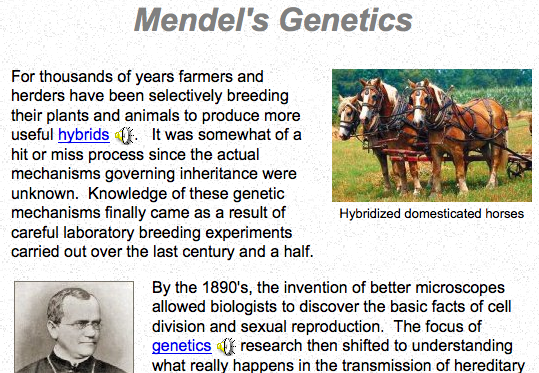 Mendel's Genetics
For thousands of years farmers and
herders have been selectively breeding
their plants and animals to produce more
useful hybrids .  It was somewhat of a
hit or miss process since the actual
mechanisms governing inheritance were
unknown.  Knowledge of these genetic
mechanisms finally came as a result of
careful laboratory breeding experiments
carried out over the last century and a half.
Hybridized domesticated horses
By the 1890's, the invention of better microscopes
allowed biologists to discover the basic facts of cell
division and sexual reproduction.  The focus of
genetics research then shifted to understanding
what really happens in the transmission of hereditary